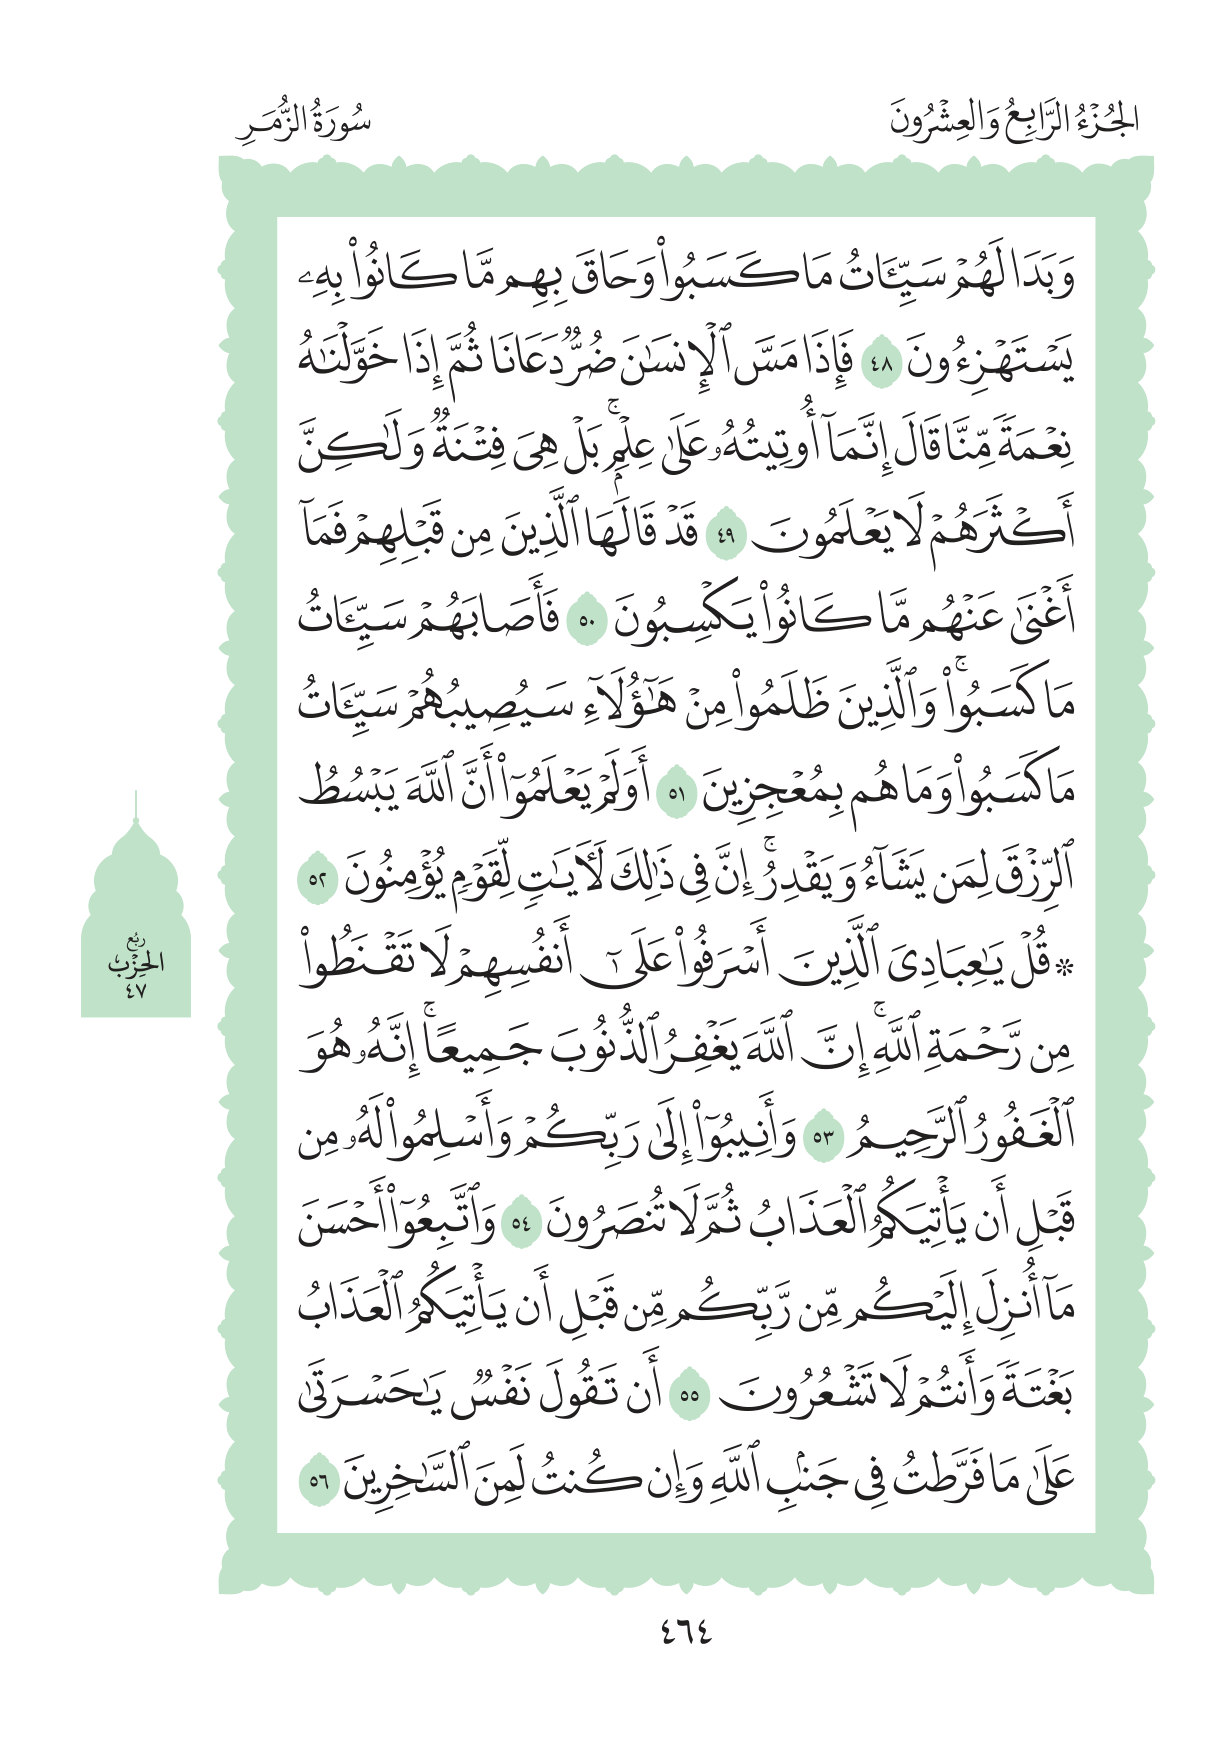 الجُزْءُ الرَّابِعُ وَالعِشْرُونَ
سُورَةُ الزُّمَرِ
وَبَدَا لَهُمۡ سَيِّـَٔاتُ مَا كَسَبُواْ وَحَاقَ بِهِم مَّا كَانُواْ بِهِۦ
يَسۡتَهۡزِءُونَ ٤٨ فَإِذَا مَسَّ ٱلۡإِنسَٰنَ ضُرّٞ دَعَانَا ثُمَّ إِذَا خَوَّلۡنَٰهُ
نِعۡمَةٗ مِّنَّا قَالَ إِنَّمَآ أُوتِيتُهُۥ عَلَىٰ عِلۡمِۭۚ بَلۡ هِيَ فِتۡنَةٞ وَلَٰكِنَّ
أَكۡثَرَهُمۡ لَا يَعۡلَمُونَ ٤٩ قَدۡ قَالَهَا ٱلَّذِينَ مِن قَبۡلِهِمۡ فَمَآ
أَغۡنَىٰ عَنۡهُم مَّا كَانُواْ يَكۡسِبُونَ ٥٠ فَأَصَابَهُمۡ سَيِّـَٔاتُ
مَا كَسَبُواْۚ وَٱلَّذِينَ ظَلَمُواْ مِنۡ هَٰٓؤُلَآءِ سَيُصِيبُهُمۡ سَيِّـَٔاتُ
مَا كَسَبُواْ وَمَا هُم بِمُعۡجِزِينَ ٥١ أَوَلَمۡ يَعۡلَمُوٓاْ أَنَّ ٱللَّهَ يَبۡسُطُ
ٱلرِّزۡقَ لِمَن يَشَآءُ وَيَقۡدِرُۚ إِنَّ فِي ذَٰلِكَ لَأٓيَٰتٖ لِّقَوۡمٖ يُؤۡمِنُونَ ٥٢
۞ قُلۡ يَٰعِبَادِيَ ٱلَّذِينَ أَسۡرَفُواْ عَلَىٰٓ أَنفُسِهِمۡ لَا تَقۡنَطُواْ
مِن رَّحۡمَةِ ٱللَّهِۚ إِنَّ ٱللَّهَ يَغۡفِرُ ٱلذُّنُوبَ جَمِيعًاۚ إِنَّهُۥ هُوَ
ٱلۡغَفُورُ ٱلرَّحِيمُ ٥٣ وَأَنِيبُوٓاْ إِلَىٰ رَبِّكُمۡ وَأَسۡلِمُواْ لَهُۥ مِن
قَبۡلِ أَن يَأۡتِيَكُمُ ٱلۡعَذَابُ ثُمَّ لَا تُنصَرُونَ ٥٤ وَٱتَّبِعُوٓاْ أَحۡسَنَ
مَآ أُنزِلَ إِلَيۡكُم مِّن رَّبِّكُم مِّن قَبۡلِ أَن يَأۡتِيَكُمُ ٱلۡعَذَابُ
بَغۡتَةٗ وَأَنتُمۡ لَا تَشۡعُرُونَ ٥٥ أَن تَقُولَ نَفۡسٞ يَٰحَسۡرَتَىٰ
عَلَىٰ مَا فَرَّطتُ فِي جَنۢبِ ٱللَّهِ وَإِن كُنتُ لَمِنَ ٱلسَّٰخِرِينَ ٥٦
ربُع
الحِزْب
٤٧
٤٦٤